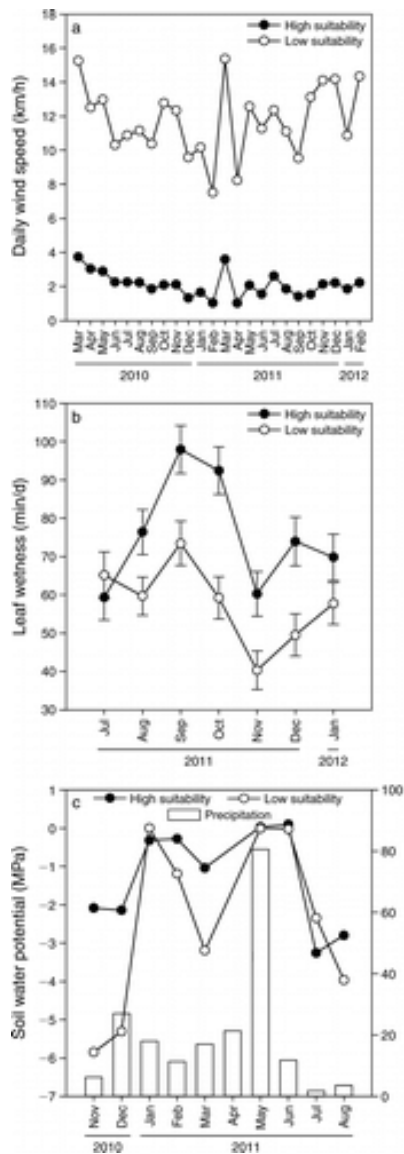 a
High suitability
Low suitability
Daily wind speed (km/h)
18
16
14
12
10
8
6
4
2
0
Mar Apr May Jun Jul Aug Sep Oct Nov Dec Jan Feb Mar Apr May Jun Jul Aug Sep Oct Nov Dec Jan Feb
2010 2011 2012
b
High suitability
Low suitability
Leaf wetness (min/d)
110
100
90
80
70
60
50
40
30
Jul Aug Sep Oct Nov Dec Jan
2011 2012
c
High suitability Low suitability
Precipitation
Soil water potential (MPa)
1 100
0
80
−1
−2
60
−3
−4
40
−5
20
−6
−7 0
Nov Dec Jan Feb Mar Apr May Jun Jul Aug
2010 2011